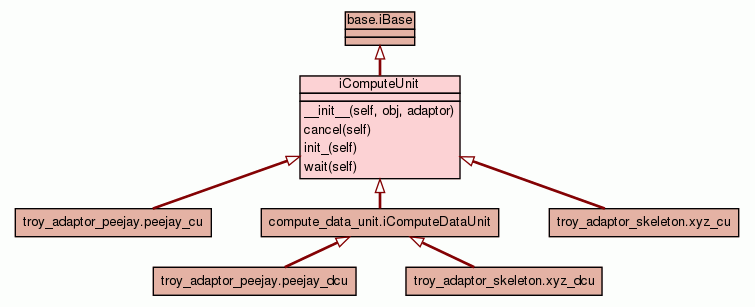 base.iBase
iComputeUnit
__init__(self, obj, adaptor)
cancel(self)
init_(self)
wait(self)
troy_adaptor_peejay.peejay_cu
compute_data_unit.iComputeDataUnit
troy_adaptor_skeleton.xyz_cu
troy_adaptor_peejay.peejay_dcu
troy_adaptor_skeleton.xyz_dcu